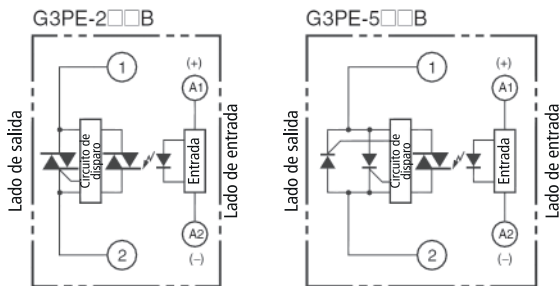 G3PE-2□□B
Lado de salida
1
(+)
A1
Circuito de
disparo
Entrada
A2
(−)
2
Lado de entrada
G3PE-5□□B
Lado de salida
1
(+)
A1
Circuito de
disparo
Entrada
A2
(−)
2
Lado de entrada